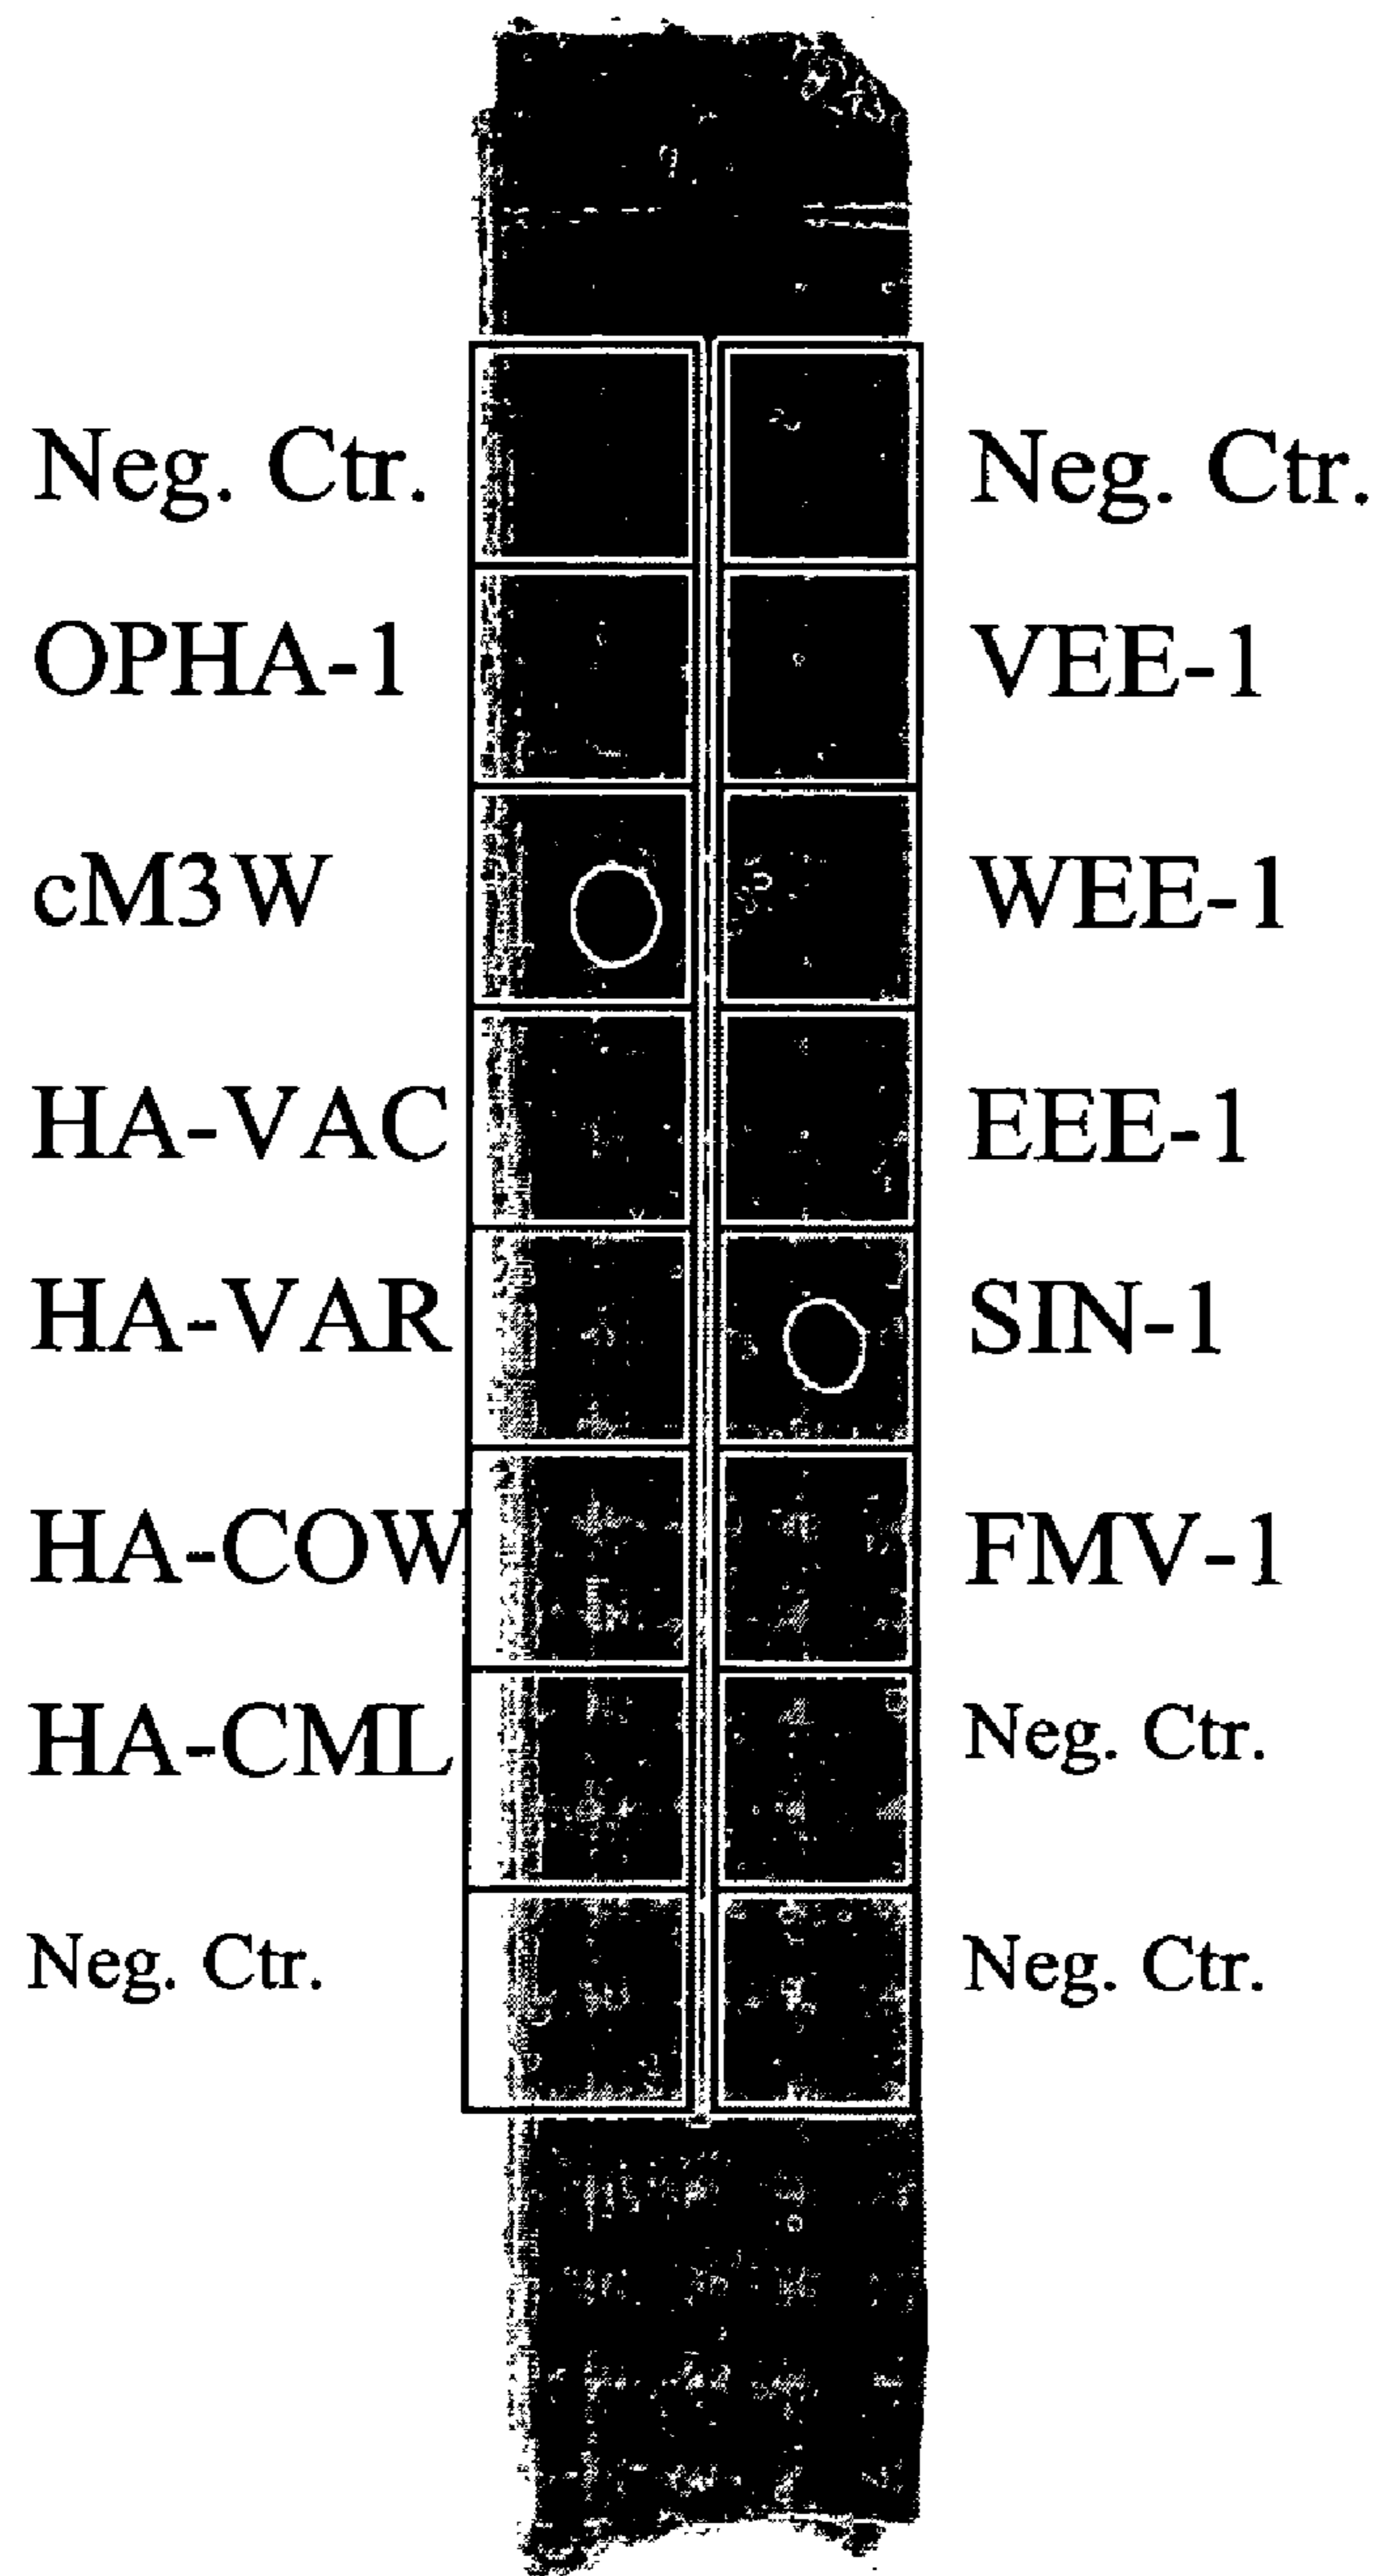 Neg. Ctr. Neg. Ctr.
OPHA-1 VEE-1
cM3W WEE-1
HA-VAC EEE-1
HA-VAR SIN-1
HA-COW FMV-1
HA-CML Neg. Ctr.
Neg. Ctr. Neg. Ctr.